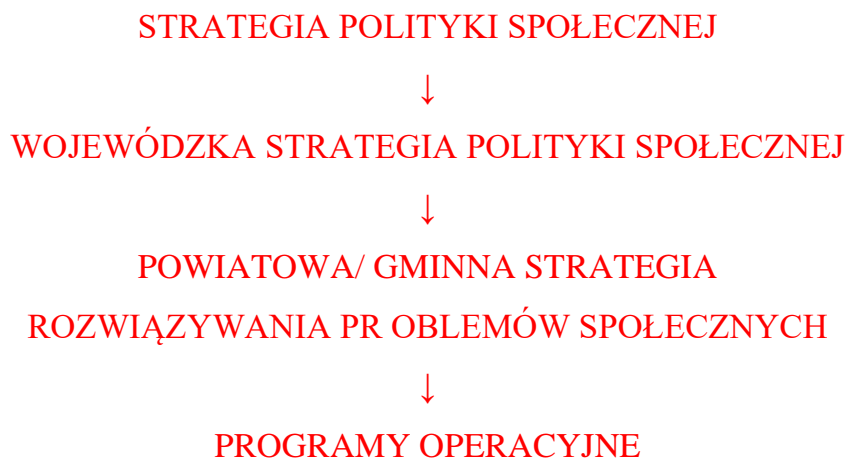 STRATEGIA POLITYKI SPOŁECZNEJ
↓
WOJEWÓDZKA STRATEGIA POLITYKI SPOŁECZNEJ
↓
POWIATOWA/ GMINNA STRATEGIA
ROZWIĄZYWANIA PR OBLEMÓW SPOŁECZNYCH
↓
PROGRAMY OPERACYJNE